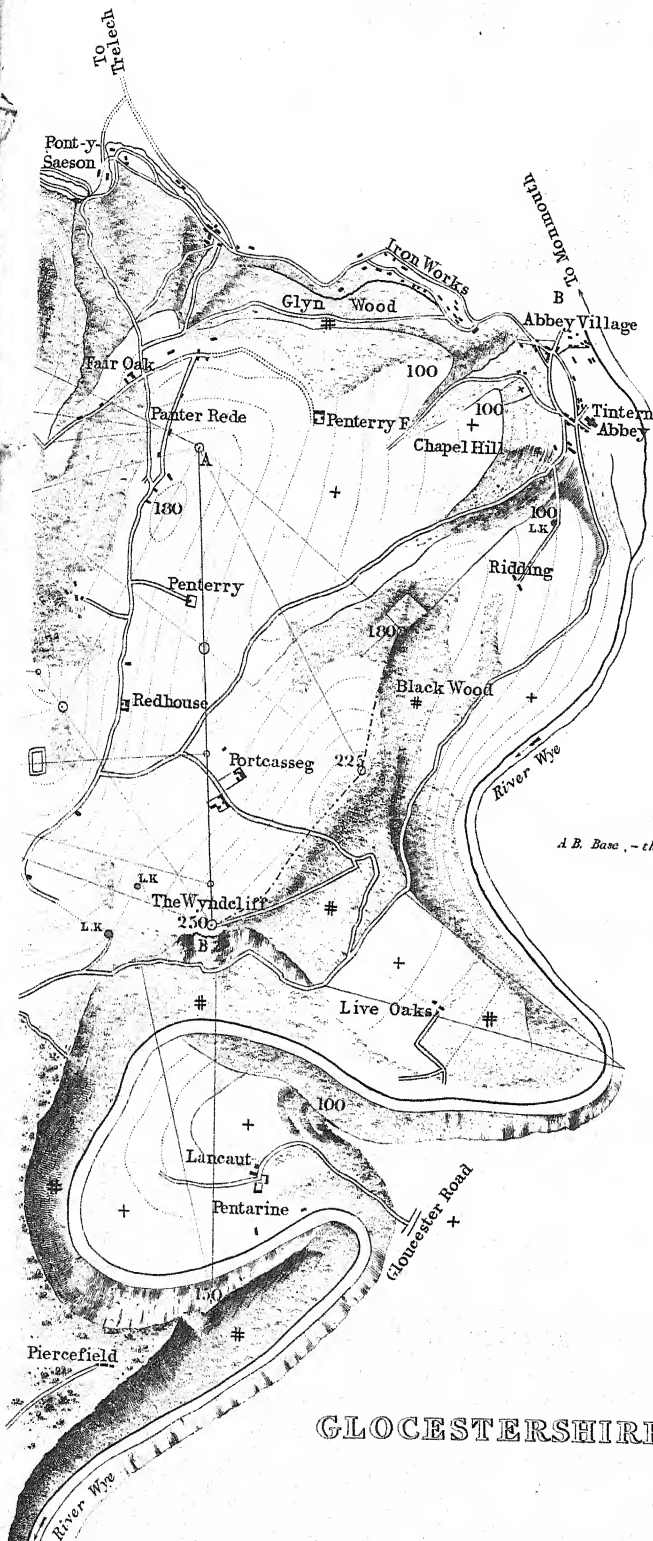 To
Trelech
Pont-y-
Saeson
To Monmouth
Iron Works
B
Glyn Wood
Abbey Village
Fair Oak
100
Panter Rede
Penterry F.
100
Tintern
Abbey
Chapel Hill
A
180
100
L.K
Ridding
Penterry
180
Black Wood
Redhouse
Portcasseg
225
River Wye
A B. Base, - th
L.K
The Wyndcliff
250
L.K
B
Live Oaks
100
Lancaut
Pentarine
Gloucester Road
150
Piercefield
GLOCESTERSHIRE
River Wye